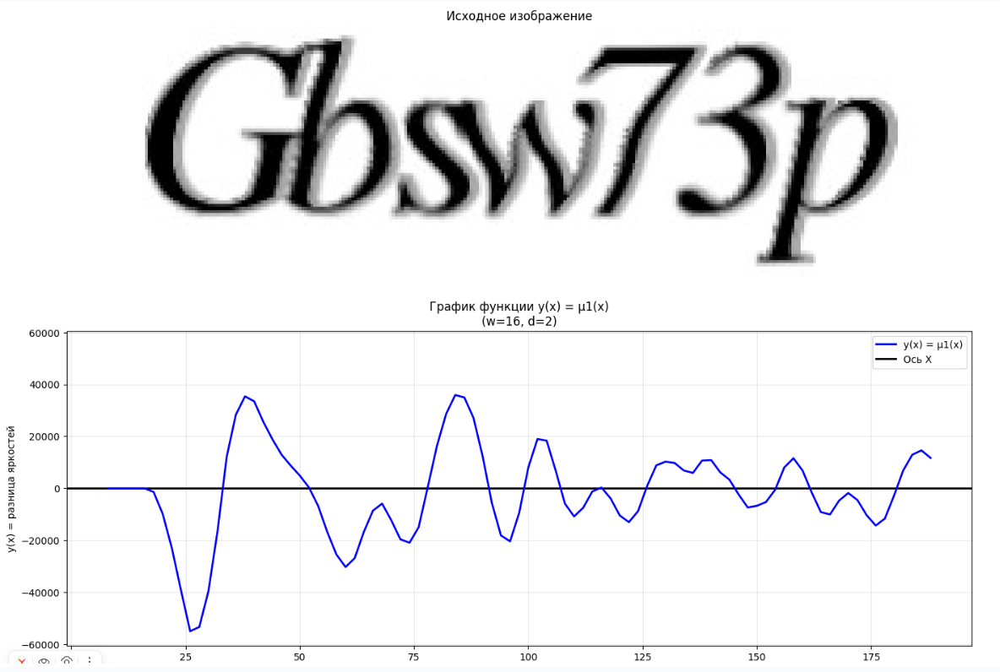 Исходное изображение
Gbsw73p
График функции y(x) = μ1(x)
(w=16, d=2)
y(x) = μ1(x)
Ось X
y(x) = разница яркостей
60000
40000
20000
0
−20000
−40000
−60000
25 50 75 100 125 150 175